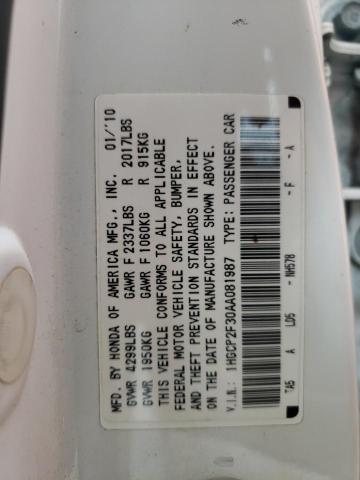 MFD. BY HONDA OF AMERICA MFG., INC. 01/'10
GVWR 4299LBS GAWR F 2337LBS R 2017LBS
GVWR 1950KG GAWR F 1060KG R 915KG
THIS VEHICLE CONFORMS TO ALL APPLICABLE
FEDERAL MOTOR VEHICLE SAFETY, BUMPER,
AND THEFT PREVENTION STANDARDS IN EFFECT
ON THE DATE OF MANUFACTURE SHOWN ABOVE.
V.I.N.: 1HGCP2F30AA081987 TYPE: PASSENGER CAR
TA5 A LD5 - NH578 - F - A